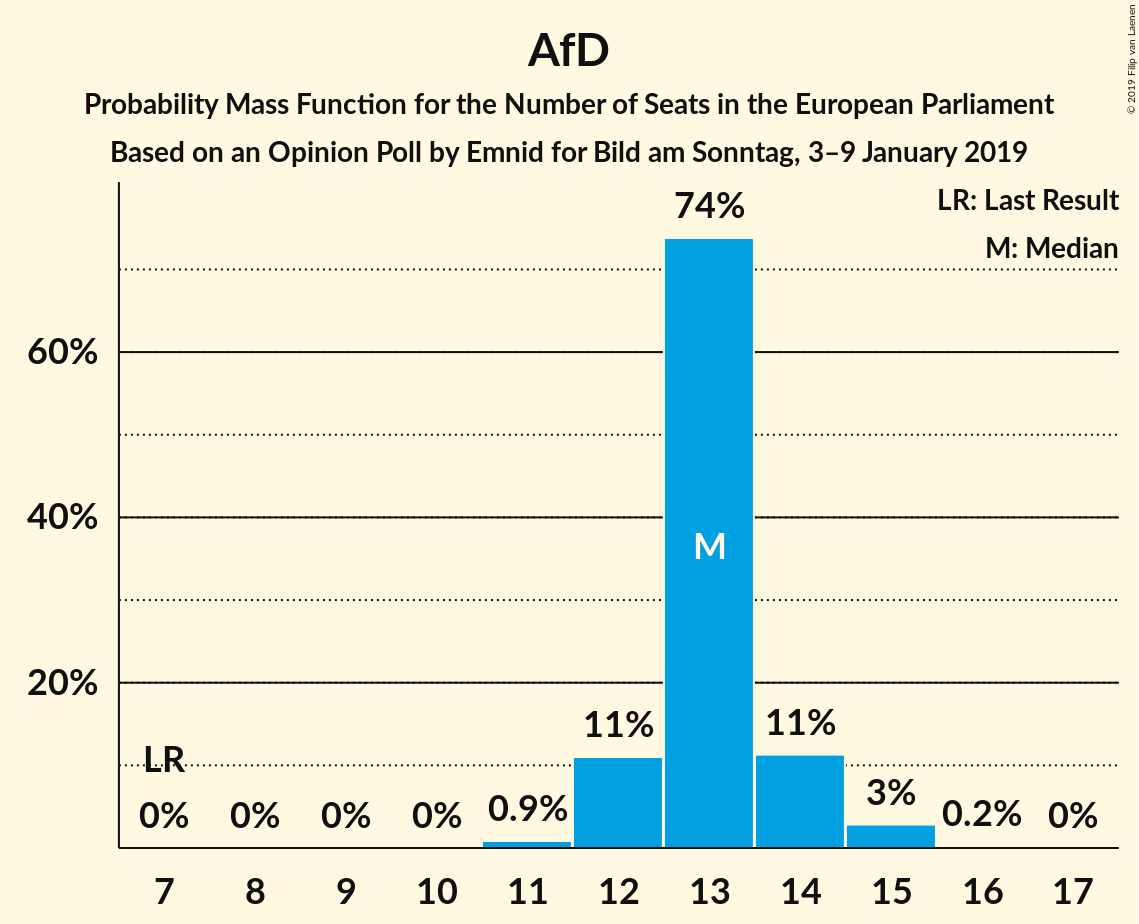 AfD
Probability Mass Function for the Number of Seats in the European Parliament
Based on an Opinion Poll by Emnid for Bild am Sonntag, 3–9 January 2019
© 2019 Filip van Laenen
LR: Last Result
M: Median
60%
40%
20%
LR
0%
0%
0%
0%
0.9%
11%
74%
M
11%
3%
0.2%
0%
7 8 9 10 11 12 13 14 15 16 17